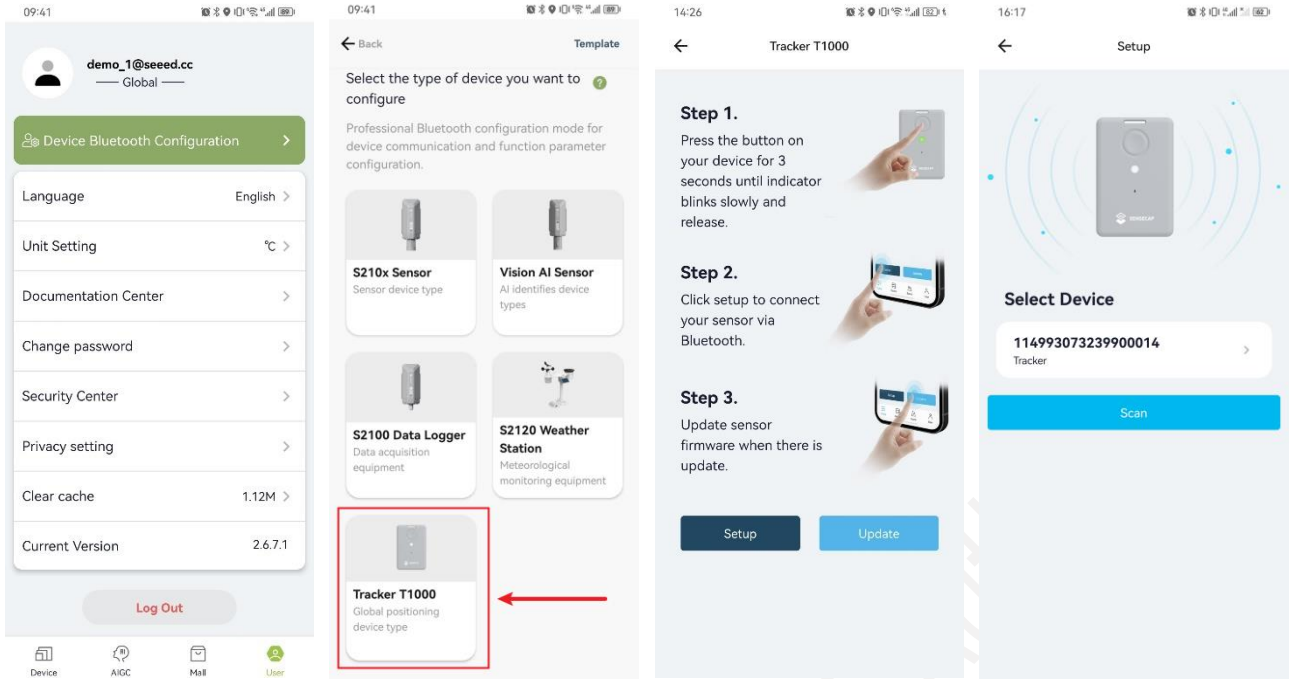 09:41
89
demo_1@seeed.cc
Global
Device Bluetooth Configuration
Language
English
Unit Setting
℃
Documentation Center
Change password
Security Center
Privacy setting
Clear cache
1.12M
Current Version
2.6.7.1
Log Out
Device
AIGC
Mall
User
09:41
89
Back
Template
Select the type of device you want to
configure
Professional Bluetooth configuration mode for
device communication and function parameter
configuration.
S210x Sensor
Sensor device type
Vision AI Sensor
AI identifies device
types
S2100 Data Logger
Data acquisition
equipment
S2120 Weather
Station
Meteorological
monitoring equipment
Tracker T1000
Global positioning
device type
14:26
62
Tracker T1000
Step 1.
Press the button on
your device for 3
seconds until indicator
blinks slowly and
release.
Step 2.
Click setup to connect
your sensor via
Bluetooth.
Step 3.
Update sensor
firmware when there is
update.
Setup
Update
16:17
62
Setup
SENSECAP
Select Device
114993073239900014
Tracker
Scan